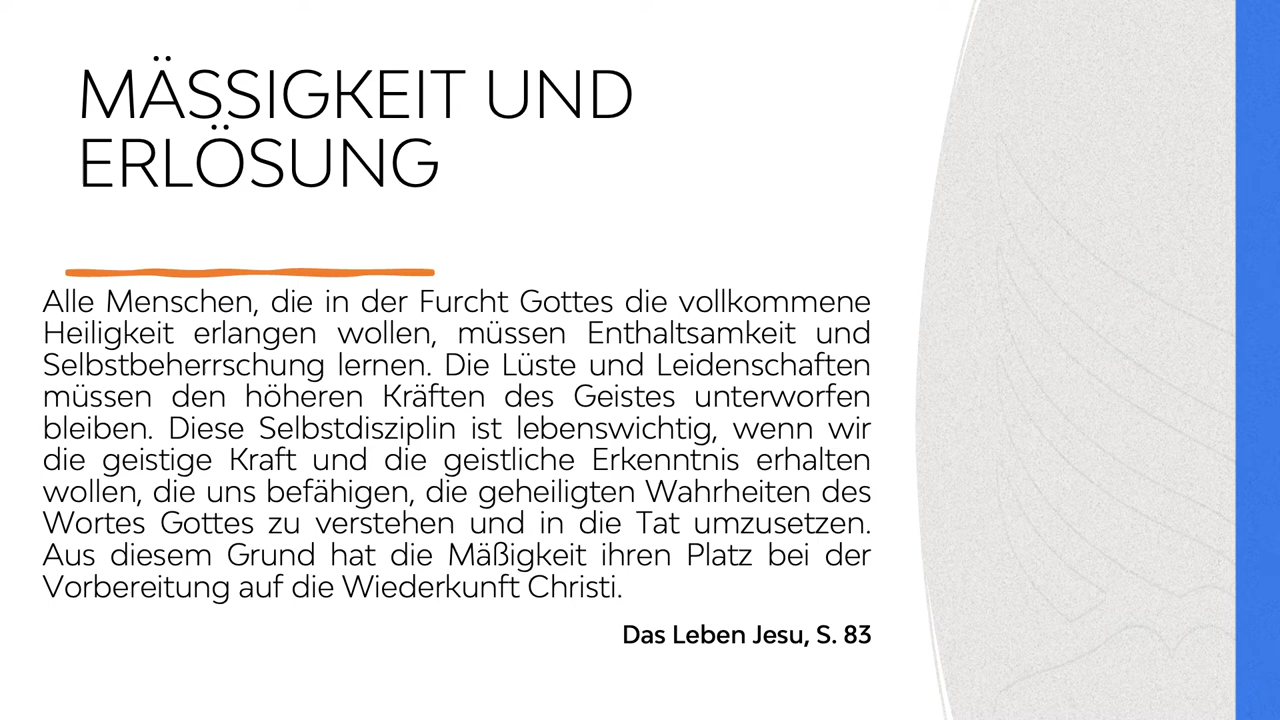 MÄSSIGKEIT UND
ERLÖSUNG
Alle Menschen, die in der Furcht Gottes die vollkommene
Heiligkeit erlangen wollen, müssen Enthaltsamkeit und
Selbstbeherrschung lernen. Die Lüste und Leidenschaften
müssen den höheren Kräften des Geistes unterworfen
bleiben. Diese Selbstdisziplin ist lebenswichtig, wenn wir
die geistige Kraft und die geistliche Erkenntnis erhalten
wollen, die uns befähigen, die geheiligten Wahrheiten des
Wortes Gottes zu verstehen und in die Tat umzusetzen.
Aus diesem Grund hat die Mäßigkeit ihren Platz bei der
Vorbereitung auf die Wiederkunft Christi.
Das Leben Jesu, S. 83